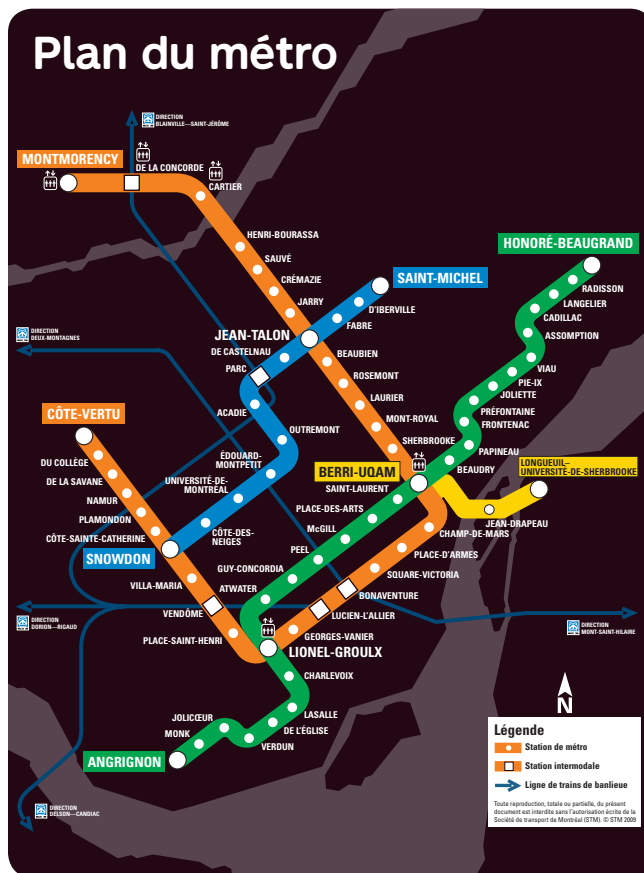 Plan du métro
DIRECTION
BLAINVILLE—SAINT-JÉRÔME
MONTMORENCY
DE LA CONCORDE
CARTIER
HENRI-BOURASSA
SAUVÉ
CRÉMAZIE
JARRY
HONORÉ-BEAUGRAND
RADISSON
LANGELIER
CADILLAC
ASSOMPTION
VIAU
PIE-IX
JOLIETTE
PRÉFONTAINE
FRONTENAC
PAPINEAU
BEAUDRY
SAINT-MICHEL
D'IBERVILLE
FABRE
JEAN-TALON
DE CASTELNAU
PARC
ACADIE
OUTREMONT
ÉDOUARD-
MONTPETIT
UNIVERSITÉ-DE-
MONTRÉAL
CÔTE-DES-
NEIGES
SNOWDON
BEAUBIEN
ROSEMONT
LAURIER
MONT-ROYAL
SHERBROOKE
BERRI-UQAM
DIRECTION
DEUX-MONTAGNES
CÔTE-VERTU
DU COLLÈGE
DE LA SAVANE
NAMUR
PLAMONDON
CÔTE-SAINTE-CATHERINE
VILLA-MARIA
VENDÔME
PLACE-SAINT-HENRI
LONGUEUIL–
UNIVERSITÉ-DE-SHERBROOKE
JEAN-DRAPEAU
CHAMP-DE-MARS
PLACE-D'ARMES
SQUARE-VICTORIA
BONAVENTURE
LUCIEN-L'ALLIER
GEORGES-VANIER
LIONEL-GROULX
SAINT-LAURENT
PLACE-DES-ARTS
McGILL
PEEL
GUY-CONCORDIA
ATWATER
CHARLEVOIX
LASALLE
DE L'ÉGLISE
VERDUN
JOLICŒUR
MONK
ANGRIGNON
DIRECTION
DORION—RIGAUD
DIRECTION
MONT-SAINT-HILAIRE
DIRECTION
DELSON—CANDIAC
N
Légende
Station de métro
Station intermodale
Ligne de trains de banlieue
Toute reproduction, totale ou partielle, du présent
document est interdite sans l'autorisation écrite de la
Société de transport de Montréal (STM). © STM 2009